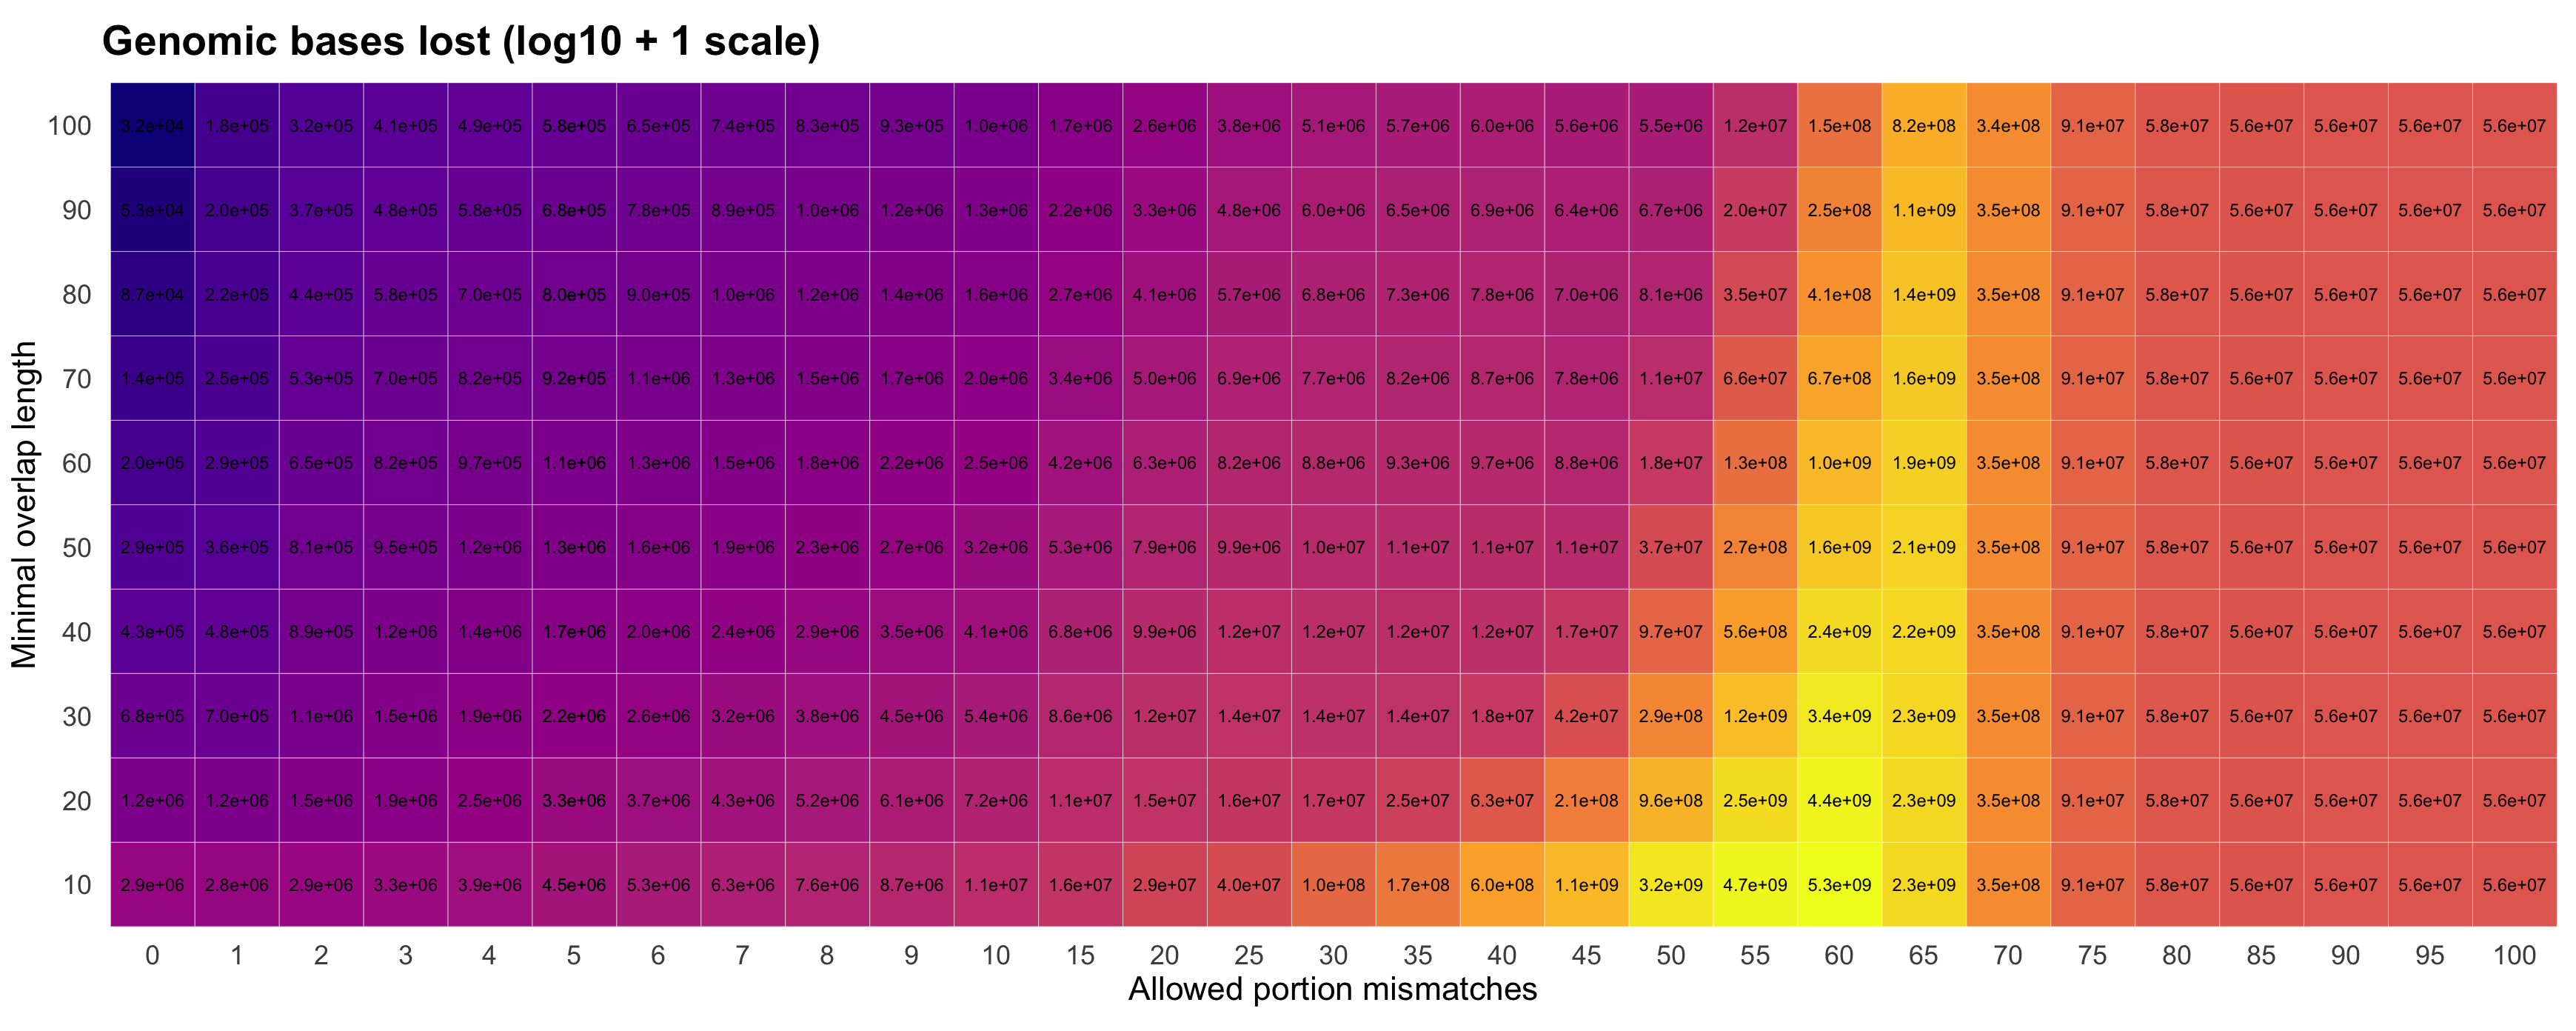 Genomic bases lost (log10 + 1 scale)
Minimal overlap length
100 3.2e+04 1.8e+05 3.2e+05 4.1e+05 4.9e+05 5.8e+05 6.5e+05 7.4e+05 8.3e+05 9.3e+05 1.0e+06 1.7e+06 2.6e+06 3.8e+06 5.1e+06 5.7e+06 6.0e+06 5.6e+06 5.5e+06 1.2e+07 1.5e+08 8.2e+08 3.4e+08 9.1e+07 5.8e+07 5.6e+07 5.6e+07 5.6e+07 5.6e+07
90 5.3e+04 2.0e+05 3.7e+05 4.8e+05 5.8e+05 6.8e+05 7.8e+05 8.9e+05 1.0e+06 1.2e+06 1.3e+06 2.2e+06 3.3e+06 4.8e+06 6.0e+06 6.5e+06 6.9e+06 6.4e+06 6.7e+06 2.0e+07 2.5e+08 1.1e+09 3.5e+08 9.1e+07 5.8e+07 5.6e+07 5.6e+07 5.6e+07 5.6e+07
80 8.7e+04 2.2e+05 4.4e+05 5.8e+05 7.0e+05 8.0e+05 9.0e+05 1.0e+06 1.2e+06 1.4e+06 1.6e+06 2.7e+06 4.1e+06 5.7e+06 6.8e+06 7.3e+06 7.8e+06 7.0e+06 8.1e+06 3.5e+07 4.1e+08 1.4e+09 3.5e+08 9.1e+07 5.8e+07 5.6e+07 5.6e+07 5.6e+07 5.6e+07
70 1.4e+05 2.5e+05 5.3e+05 7.0e+05 8.2e+05 9.2e+05 1.1e+06 1.3e+06 1.5e+06 1.7e+06 2.0e+06 3.4e+06 5.0e+06 6.9e+06 7.7e+06 8.2e+06 8.7e+06 7.8e+06 1.1e+07 6.6e+07 6.7e+08 1.6e+09 3.5e+08 9.1e+07 5.8e+07 5.6e+07 5.6e+07 5.6e+07 5.6e+07
60 2.0e+05 2.9e+05 6.5e+05 8.2e+05 9.7e+05 1.1e+06 1.3e+06 1.5e+06 1.8e+06 2.2e+06 2.5e+06 4.2e+06 6.3e+06 8.2e+06 8.8e+06 9.3e+06 9.7e+06 8.8e+06 1.8e+07 1.3e+08 1.0e+09 1.9e+09 3.5e+08 9.1e+07 5.8e+07 5.6e+07 5.6e+07 5.6e+07 5.6e+07
50 2.9e+05 3.6e+05 8.1e+05 9.5e+05 1.2e+06 1.3e+06 1.6e+06 1.9e+06 2.3e+06 2.7e+06 3.2e+06 5.3e+06 7.9e+06 9.9e+06 1.0e+07 1.1e+07 1.1e+07 1.1e+07 3.7e+07 2.7e+08 1.6e+09 2.1e+09 3.5e+08 9.1e+07 5.8e+07 5.6e+07 5.6e+07 5.6e+07 5.6e+07
40 4.3e+05 4.8e+05 8.9e+05 1.2e+06 1.4e+06 1.7e+06 2.0e+06 2.4e+06 2.9e+06 3.5e+06 4.1e+06 6.8e+06 9.9e+06 1.2e+07 1.2e+07 1.2e+07 1.2e+07 1.7e+07 9.7e+07 5.6e+08 2.4e+09 2.2e+09 3.5e+08 9.1e+07 5.8e+07 5.6e+07 5.6e+07 5.6e+07 5.6e+07
30 6.8e+05 7.0e+05 1.1e+06 1.5e+06 1.9e+06 2.2e+06 2.6e+06 3.2e+06 3.8e+06 4.5e+06 5.4e+06 8.6e+06 1.2e+07 1.4e+07 1.4e+07 1.4e+07 1.8e+07 4.2e+07 2.9e+08 1.2e+09 3.4e+09 2.3e+09 3.5e+08 9.1e+07 5.8e+07 5.6e+07 5.6e+07 5.6e+07 5.6e+07
20 1.2e+06 1.2e+06 1.5e+06 1.9e+06 2.5e+06 3.3e+06 3.7e+06 4.3e+06 5.2e+06 6.1e+06 7.2e+06 1.1e+07 1.5e+07 1.6e+07 1.7e+07 2.5e+07 6.3e+07 2.1e+08 9.6e+08 2.5e+09 4.4e+09 2.3e+09 3.5e+08 9.1e+07 5.8e+07 5.6e+07 5.6e+07 5.6e+07 5.6e+07
10 2.9e+06 2.8e+06 2.9e+06 3.3e+06 3.9e+06 4.5e+06 5.3e+06 6.3e+06 7.6e+06 8.7e+06 1.1e+07 1.6e+07 2.9e+07 4.0e+07 1.0e+08 1.7e+08 6.0e+08 1.1e+09 3.2e+09 4.7e+09 5.3e+09 2.3e+09 3.5e+08 9.1e+07 5.8e+07 5.6e+07 5.6e+07 5.6e+07 5.6e+07
0 1 2 3 4 5 6 7 8 9 10 15 20 25 30 35 40 45 50 55 60 65 70 75 80 85 90 95 100
Allowed portion mismatches